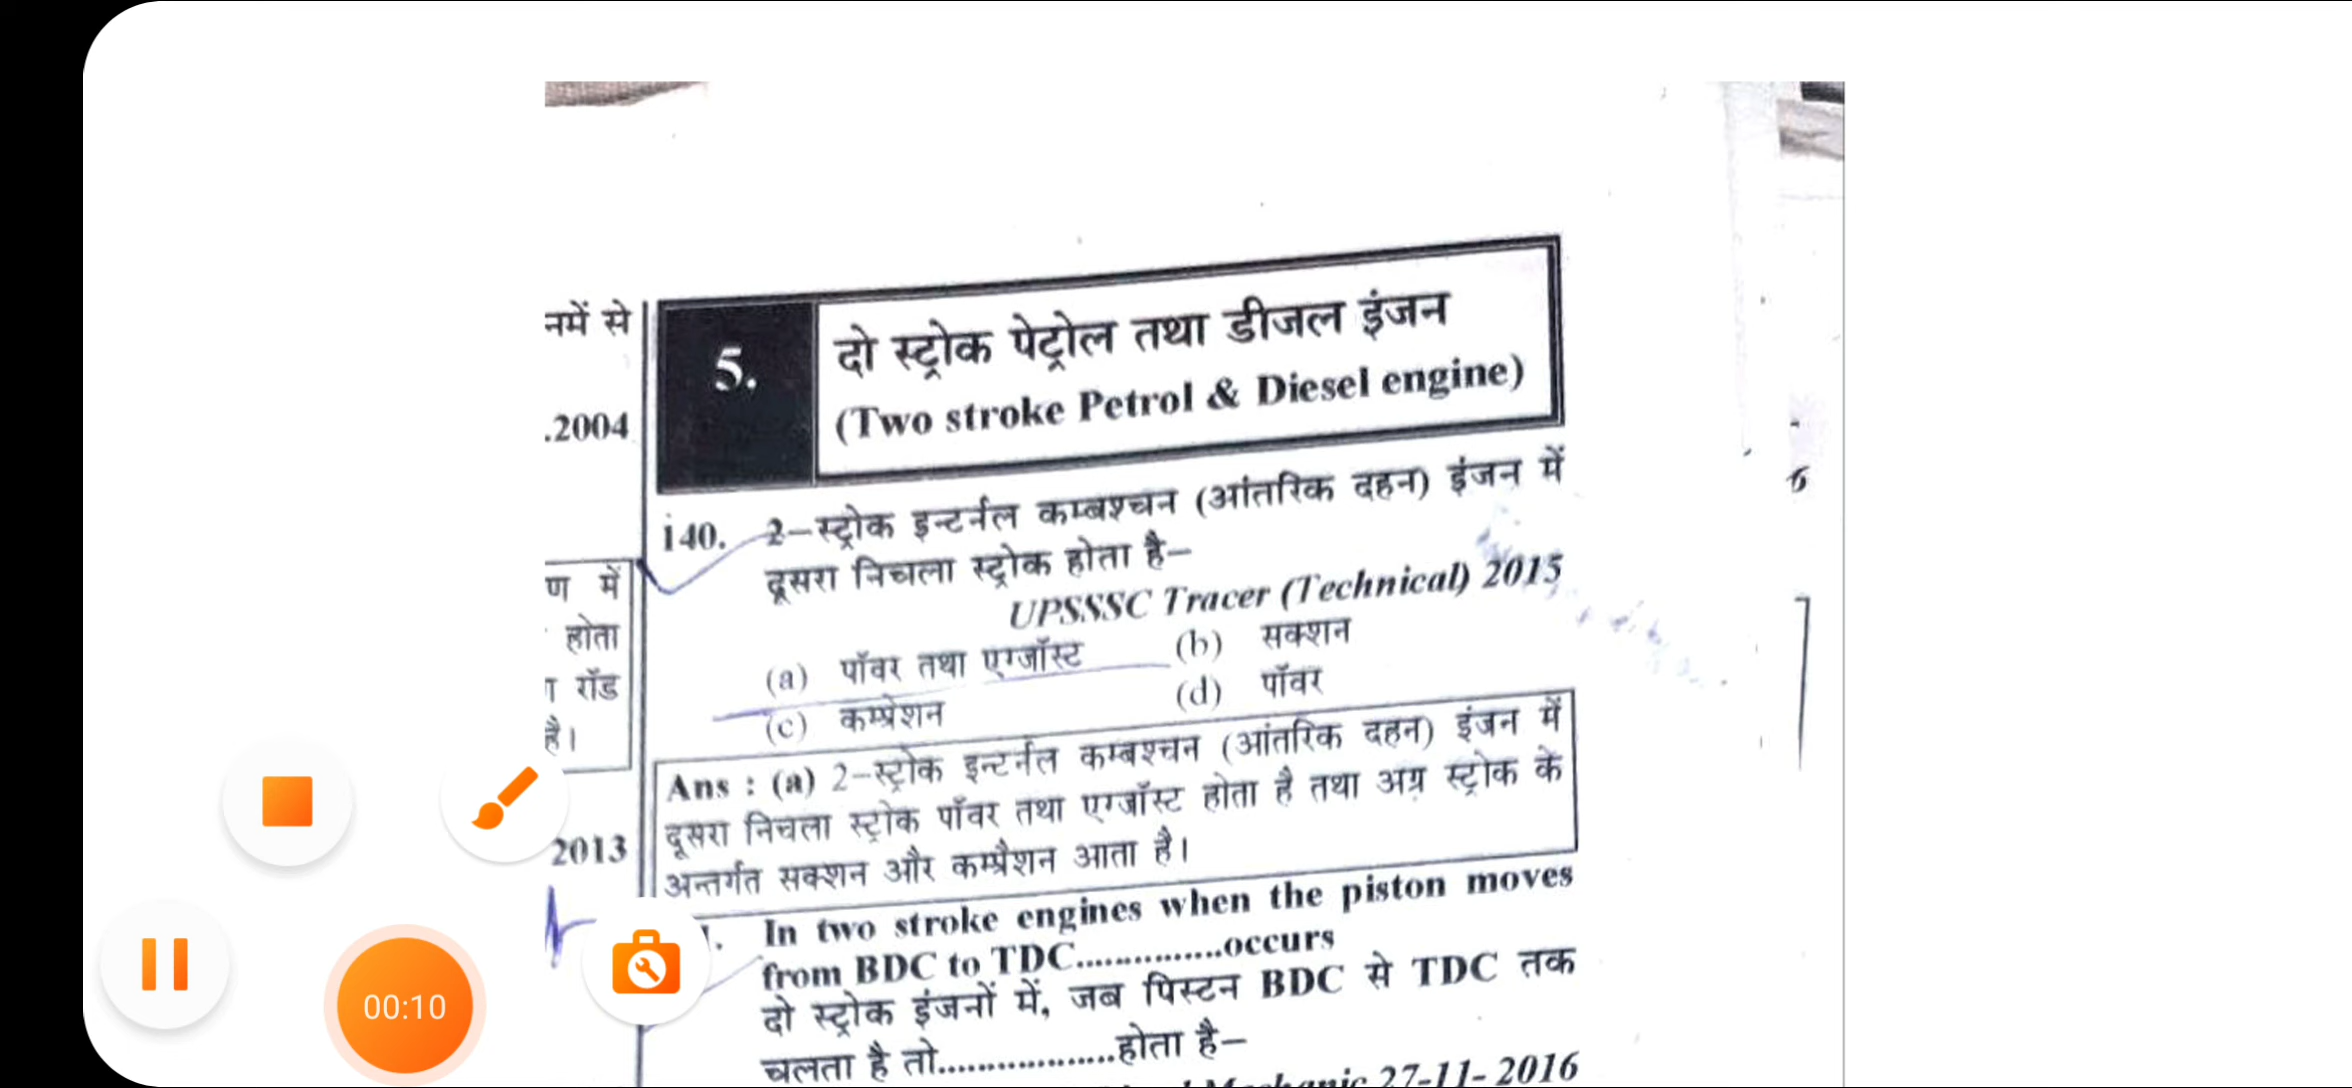 नमें से
.2004
ण में
होता
रॉड
है।
2013
5.
दो स्ट्रोक पेट्रोल तथा डीजल इंजन
(Two stroke Petrol & Diesel engine)
140. 2–स्ट्रोक इन्टर्नल कम्बश्चन (आंतरिक दहन) इंजन में
दूसरा निचला स्ट्रोक होता है–
UPSSSC Tracer (Technical) 2015
(a) पॉवर तथा एग्जॉस्ट (b) सक्शन
(c) कम्प्रेशन (d) पॉवर
Ans : (a) 2–स्ट्रोक इन्टर्नल कम्बश्चन (आंतरिक दहन) इंजन में
दूसरा निचला स्ट्रोक पॉवर तथा एग्जॉस्ट होता है तथा अग्र स्ट्रोक के
अन्तर्गत सक्शन और कम्प्रैशन आता है।
In two stroke engines when the piston moves
from BDC to TDC..............occurs
दो स्ट्रोक इंजनों में, जब पिस्टन BDC से TDC तक
चलता है तो.................होता है–
27-11- 2016
00:10